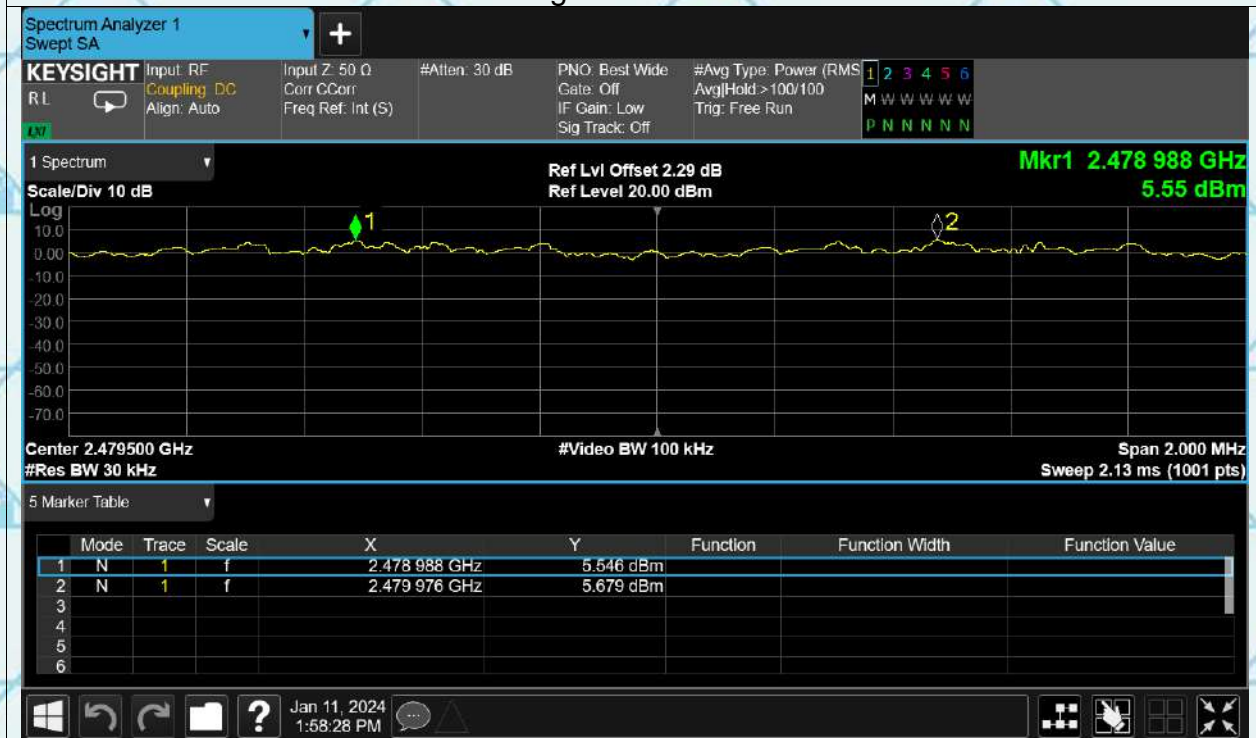 Spectrum Analyzer 1
Swept SA
+
KEYSIGHT
RL
LXI
Input: RF
Coupling: DC
Align: Auto
Input Z: 50 Ω
Corr CCorr
Freq Ref: Int (S)
#Atten: 30 dB
PNO: Best Wide
Gate: Off
IF Gain: Low
Sig Track: Off
#Avg Type: Power (RMS
Avg|Hold:>100/100
Trig: Free Run
1 2 3 4 5 6
M W W W W W
P N N N N N
1 Spectrum
Scale/Div 10 dB
Ref Lvl Offset 2.29 dB
Ref Level 20.00 dBm
Mkr1 2.478 988 GHz
5.55 dBm
Log
1
2
10.0
0.00
-10.0
-20.0
-30.0
-40.0
-50.0
-60.0
-70.0
Center 2.479500 GHz
#Res BW 30 kHz
#Video BW 100 kHz
Span 2.000 MHz
Sweep 2.13 ms (1001 pts)
5 Marker Table
Mode Trace Scale X Y Function Function Width Function Value
1 N 1 f 2.478 988 GHz 5.546 dBm
2 N 1 f 2.479 976 GHz 5.679 dBm
3
4
5
6
?
Jan 11, 2024
1:58:28 PM